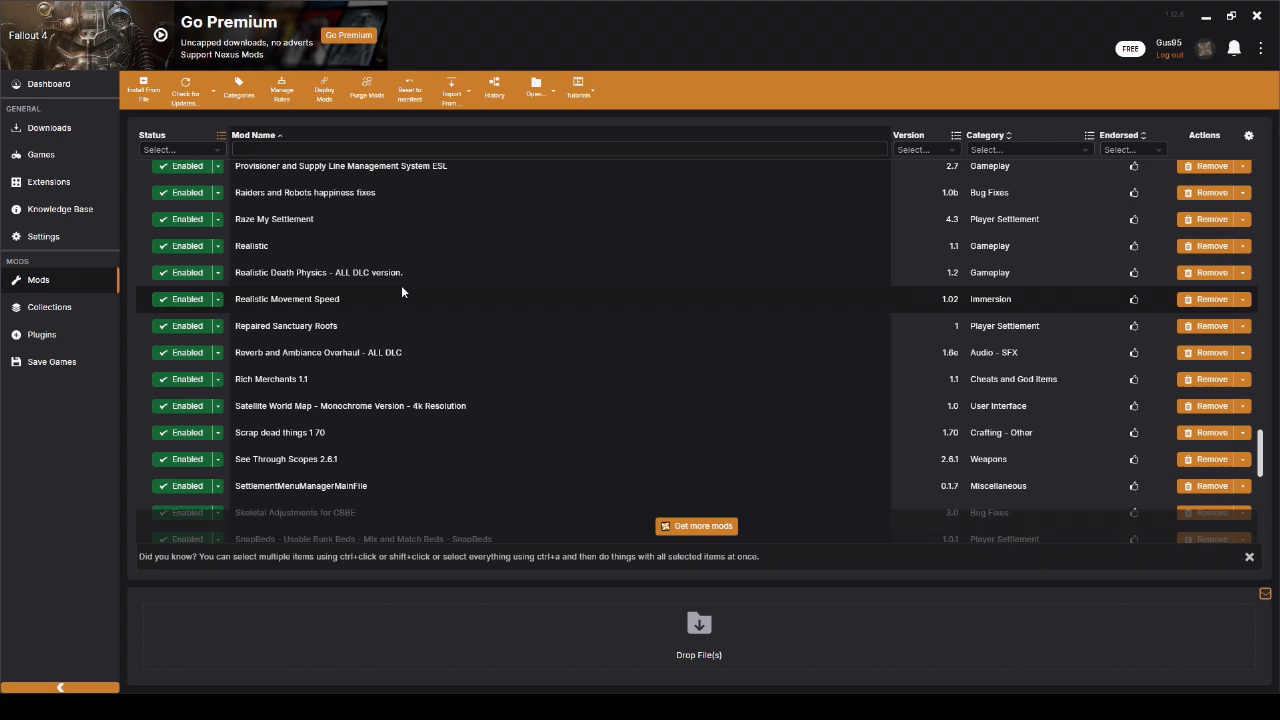 Fallout 4
Go Premium
Uncapped downloads, no adverts
Support Nexus Mods
Go Premium
1.12.6
FREE
Gus95
Log out
Dashboard
GENERAL
Downloads
Games
Extensions
Knowledge Base
Settings
MODS
Mods
Collections
Plugins
Save Games
Install From File
Check for Updates...
Categories
Manage Rules
Deploy Mods
Purge Mods
Reset to manifest
Import From...
History
Open...
Tutorials
Status Mod Name Version Category Endorsed Actions
Select... Select... Select... Select...
Enabled Provisioner and Supply Line Management System ESL 2.7 Gameplay Remove
Enabled Raiders and Robots happiness fixes 1.0b Bug Fixes Remove
Enabled Raze My Settlement 4.3 Player Settlement Remove
Enabled Realistic 1.1 Gameplay Remove
Enabled Realistic Death Physics - ALL DLC version. 1.2 Gameplay Remove
Enabled Realistic Movement Speed 1.02 Immersion Remove
Enabled Repaired Sanctuary Roofs 1 Player Settlement Remove
Enabled Reverb and Ambiance Overhaul - ALL DLC 1.6e Audio - SFX Remove
Enabled Rich Merchants 1.1 1.1 Cheats and God items Remove
Enabled Satellite World Map - Monochrome Version - 4k Resolution 1.0 User Interface Remove
Enabled Scrap dead things 1 70 1.70 Crafting - Other Remove
Enabled See Through Scopes 2.6.1 2.6.1 Weapons Remove
Enabled SettlementMenuManagerMainFile 0.1.7 Miscellaneous Remove
Enabled Skeletal Adjustments for CBBE 3.0 Bug Fixes Remove
Get more mods
Enabled SnapBeds - Usable Bunk Beds - Mix and Match Beds - SnapBeds 1.0.1 Player Settlement Remove
Did you know? You can select multiple items using ctrl+click or shift+click or select everything using ctrl+a and then do things with all selected items at once.
Drop File(s)